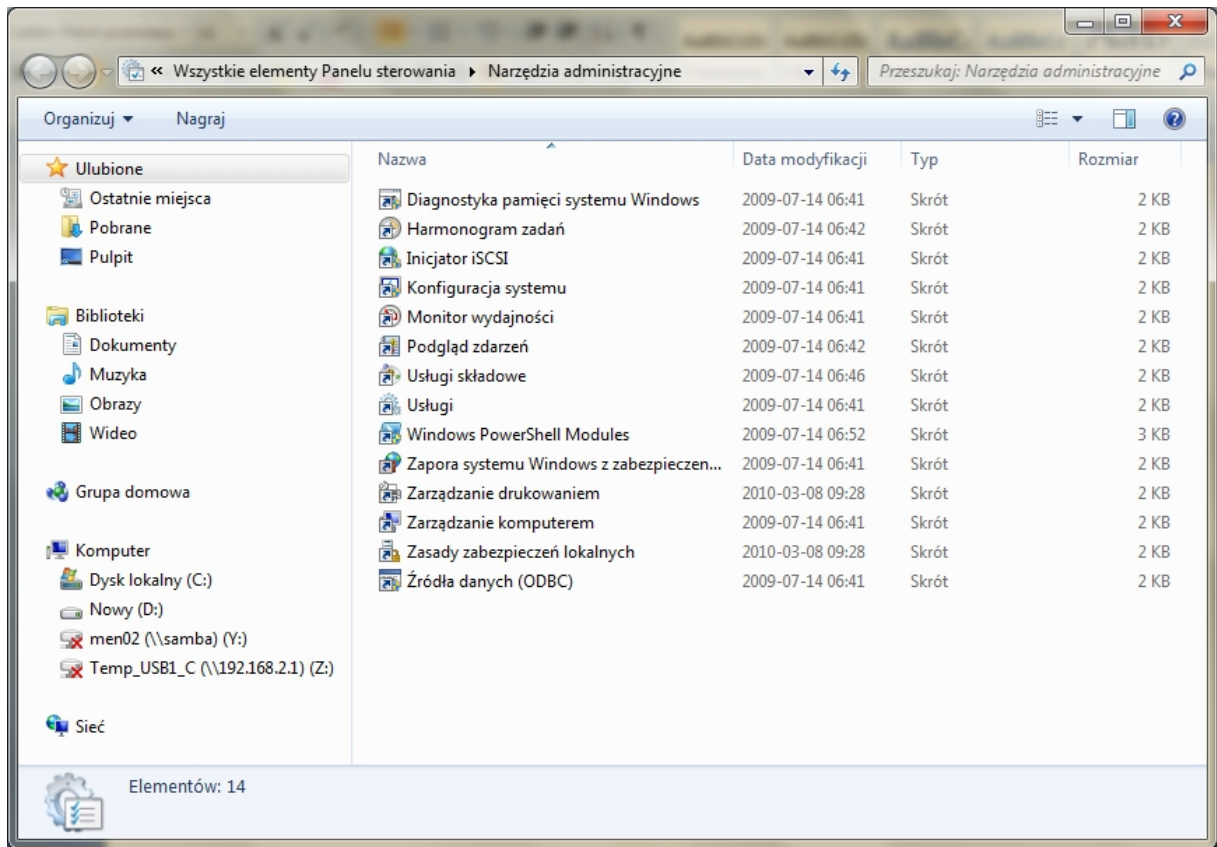 « Wszystkie elementy Panelu sterowania ▸ Narzędzia administracyjne
Przeszukaj: Narzędzia administracyjne
Organizuj Nagraj
Ulubione
Ostatnie miejsca
Pobrane
Pulpit
Biblioteki
Dokumenty
Muzyka
Obrazy
Wideo
Grupa domowa
Komputer
Dysk lokalny (C:)
Nowy (D:)
men02 (\\samba) (Y:)
Temp_USB1_C (\\192.168.2.1) (Z:)
Sieć
Nazwa Data modyfikacji Typ Rozmiar
Diagnostyka pamięci systemu Windows 2009-07-14 06:41 Skrót 2 KB
Harmonogram zadań 2009-07-14 06:42 Skrót 2 KB
Inicjator iSCSI 2009-07-14 06:41 Skrót 2 KB
Konfiguracja systemu 2009-07-14 06:41 Skrót 2 KB
Monitor wydajności 2009-07-14 06:41 Skrót 2 KB
Podgląd zdarzeń 2009-07-14 06:42 Skrót 2 KB
Usługi składowe 2009-07-14 06:46 Skrót 2 KB
Usługi 2009-07-14 06:41 Skrót 2 KB
Windows PowerShell Modules 2009-07-14 06:52 Skrót 3 KB
Zapora systemu Windows z zabezpieczen... 2009-07-14 06:41 Skrót 2 KB
Zarządzanie drukowaniem 2010-03-08 09:28 Skrót 2 KB
Zarządzanie komputerem 2009-07-14 06:41 Skrót 2 KB
Zasady zabezpieczeń lokalnych 2010-03-08 09:28 Skrót 2 KB
Źródła danych (ODBC) 2009-07-14 06:41 Skrót 2 KB
Elementów: 14